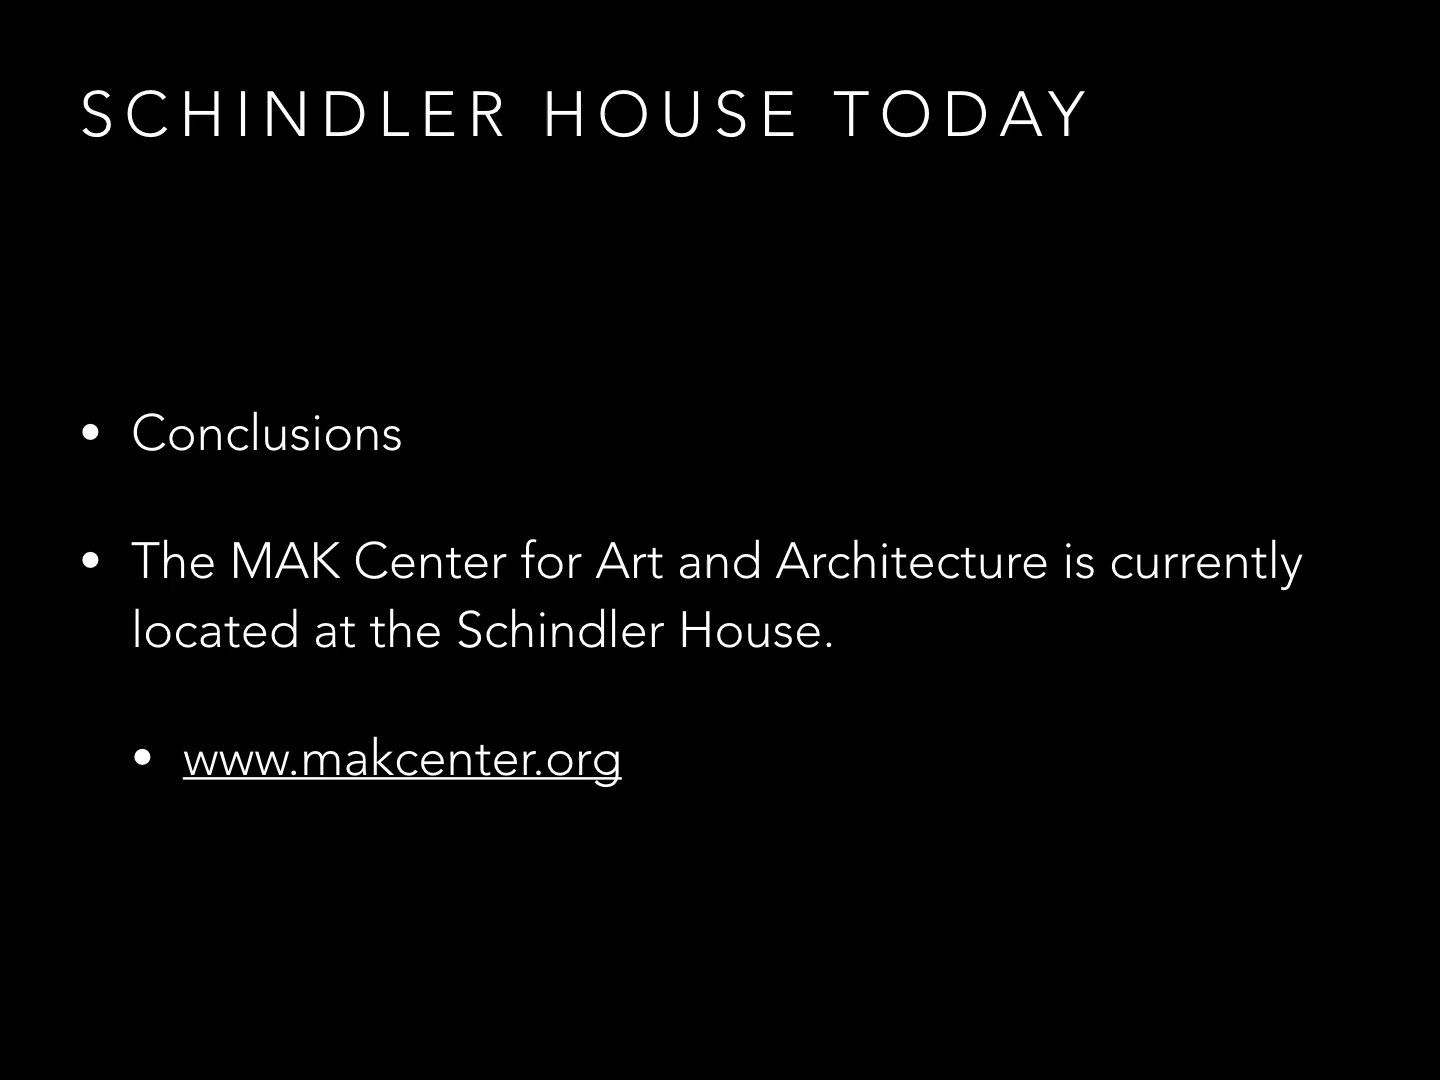 SCHINDLER HOUSE TODAY
• Conclusions
• The MAK Center for Art and Architecture is currently
located at the Schindler House.
• www.makcenter.org